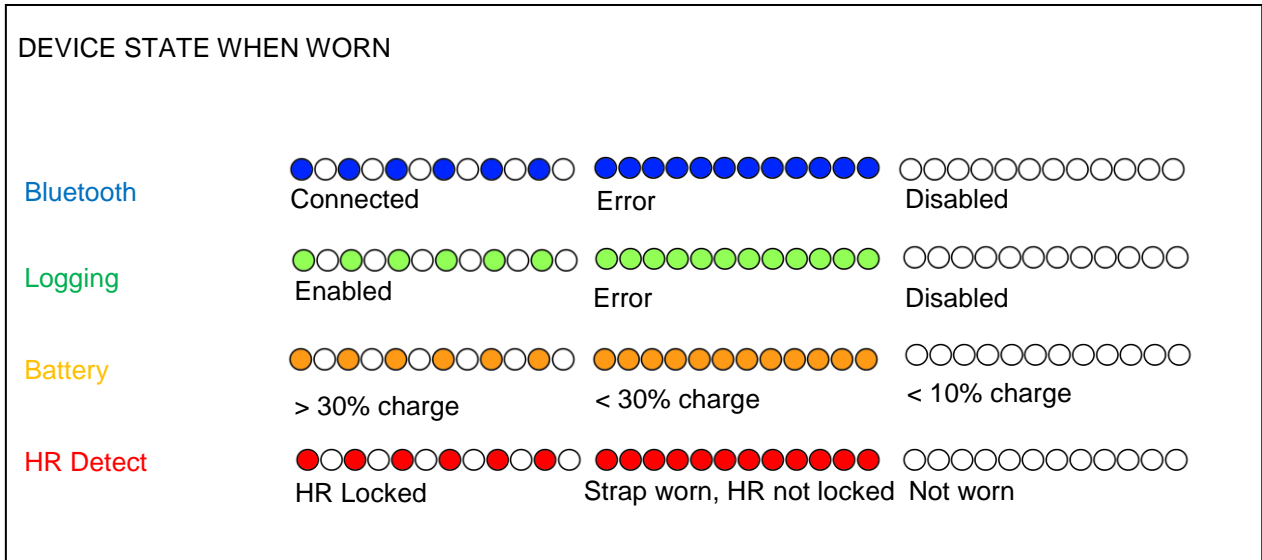 DEVICE STATE WHEN WORN
Bluetooth
Connected
Error
Disabled
Logging
Enabled
Error
Disabled
Battery
> 30% charge
< 30% charge
< 10% charge
HR Detect
HR Locked
Strap worn, HR not locked
Not worn